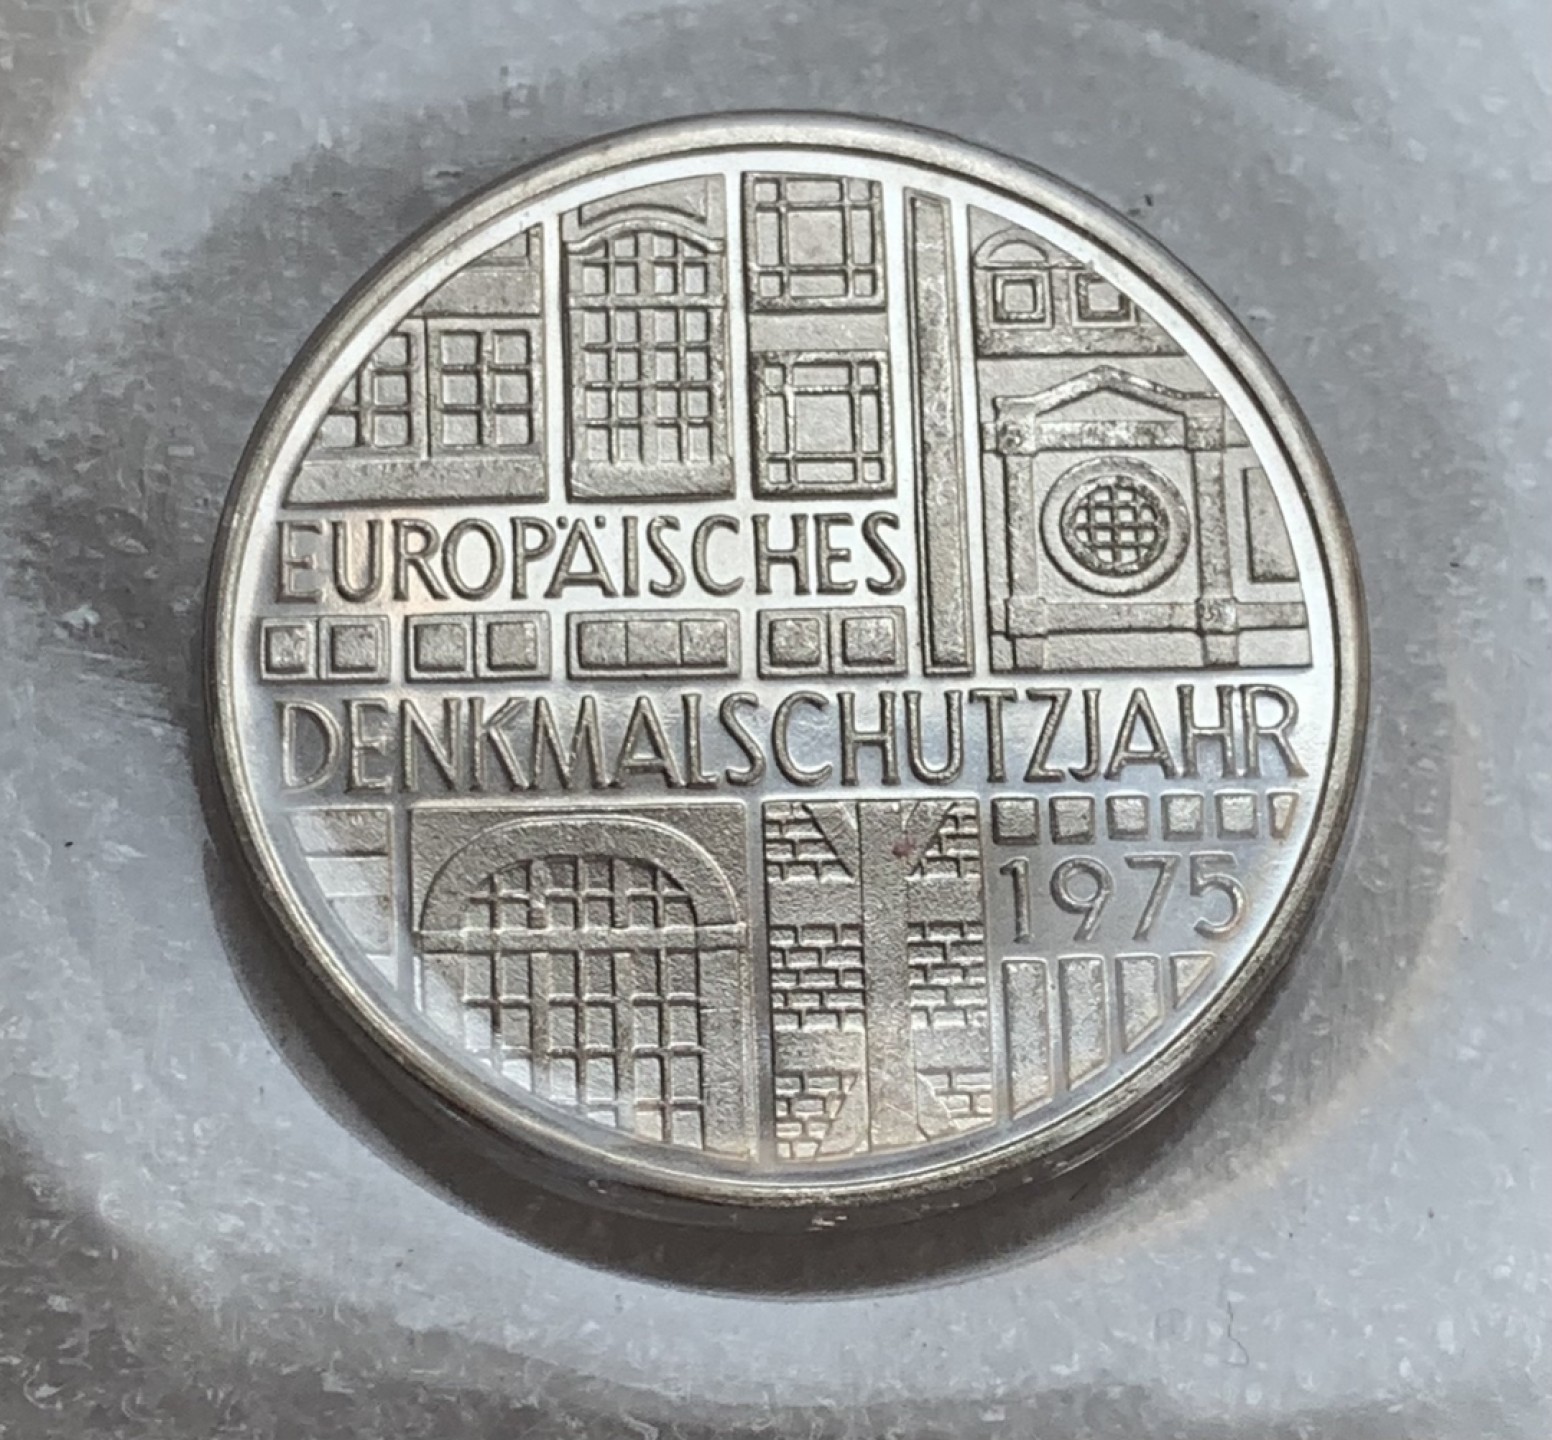 EUROPÄISCHES
DENKMALSCHUTZJAHR
1975